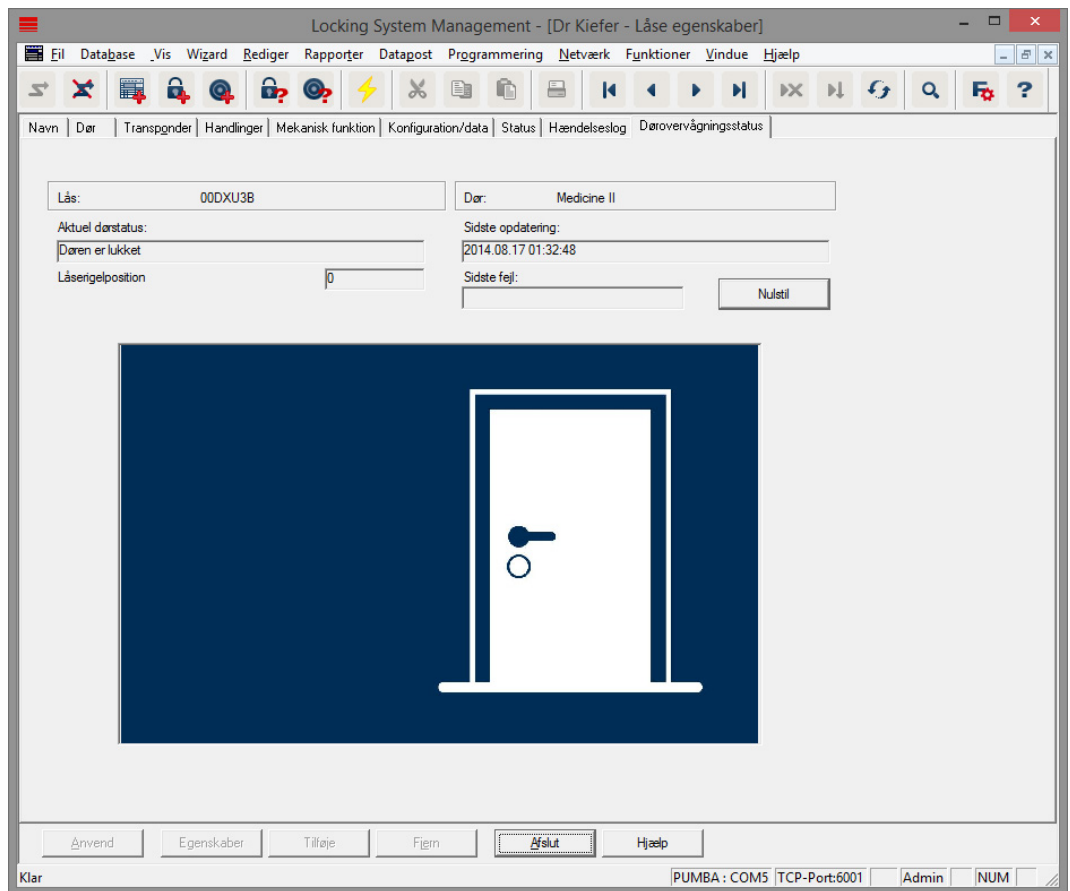 Locking System Management - [Dr Kiefer - Låse egenskaber]
Fil Database Vis Wizard Rediger Rapporter Datapost Programmering Netværk Funktioner Vindue Hjælp
Navn Dør Transponder Handlinger Mekanisk funktion Konfiguration/data Status Hændelseslog Dørovervågningsstatus
Lås: 00DXU3B Dør: Medicine II
Aktuel dørstatus: Sidste opdatering:
Døren er lukket 2014.08.17 01:32:48
Låserigelposition 0 Sidste fejl:
Nulstil
Anvend Egenskaber Tilføje Fjern Afslut Hjælp
Klar PUMBA : COM5 TCP-Port:6001 Admin NUM